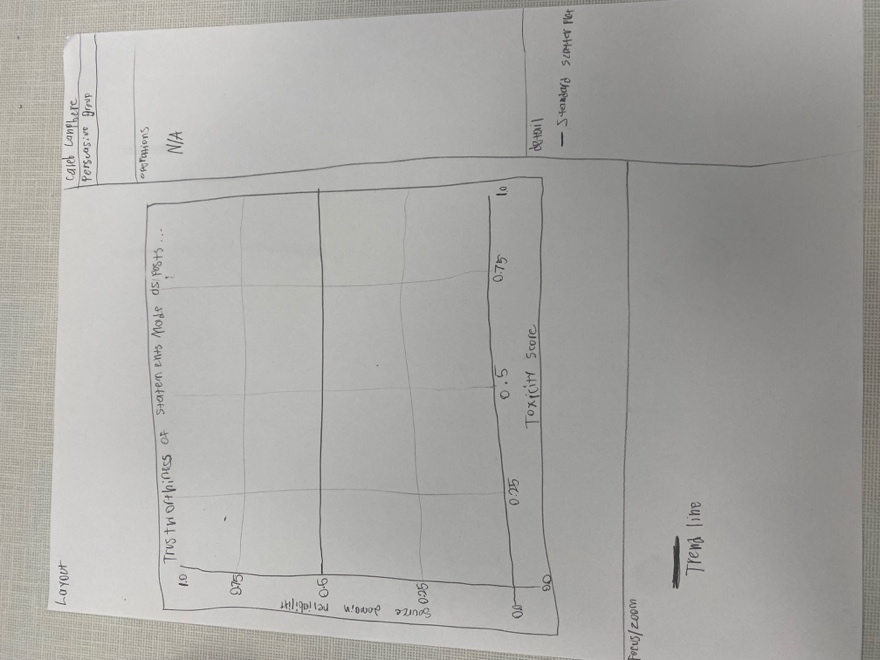 Layout
Caleb Lanphere
Persuasive group
Trustworthiness of statements Made as posts...
1.0
0.75
0.5
0.25
0.0
source
domain reliability
0.0
0.25
0.5
0.75
1.0
Toxicity score
operations
N/A
Focus/zoom
Trend line
detail
— Standard scatter plot